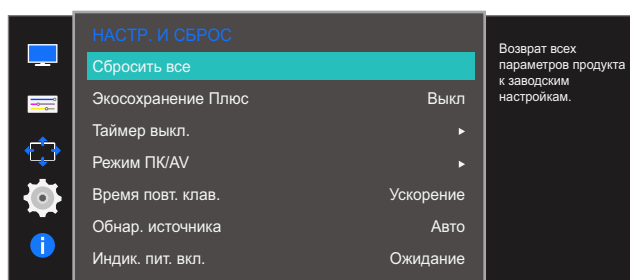 НАСТР. И СБРОС
Сбросить все
Экосохранение Плюс Выкл
Таймер выкл.
Режим ПК/AV
Время повт. клав. Ускорение
Обнар. источника Авто
Индик. пит. вкл. Ожидание
Возврат всех
параметров продукта
к заводским
настройкам.